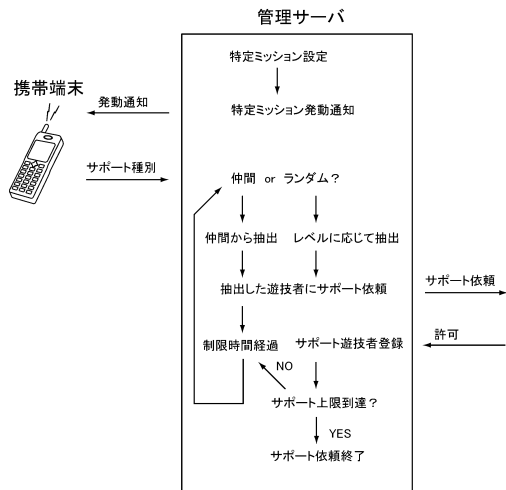 管理サーバ
特定ミッション設定
携帯端末
発動通知
特定ミッション発動通知
サポート種別
仲間 or ランダム？
仲間から抽出
レベルに応じて抽出
サポート依頼
抽出した遊技者にサポート依頼
許可
制限時間経過
サポート遊技者登録
NO
サポート上限到達？
YES
サポート依頼終了